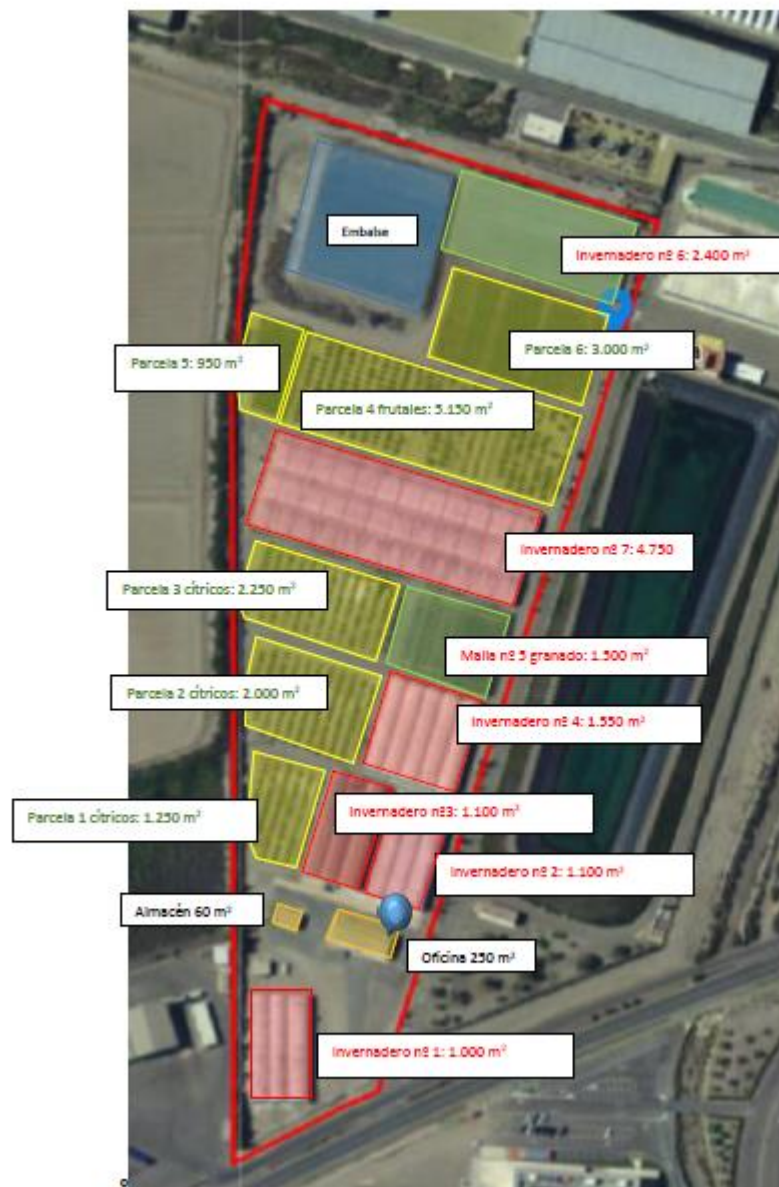 Embalse
Invernadero nº 6: 2.400 m²
Parcela 6: 3.000 m²
Parcela 5: 950 m²
Parcela 4 frutales: 5.150 m²
Invernadero nº 7: 4.750
Parcela 3 cítricos: 2.250 m²
Malla nº 5 granado: 1.500 m²
Parcela 2 cítricos: 2.000 m²
Invernadero nº 4: 1.550 m²
Invernadero nº3: 1.100 m²
Parcela 1 cítricos: 1.250 m²
Invernadero nº 2: 1.100 m²
Almacén 60 m²
Oficina 250 m²
Invernadero nº 1: 1.000 m²